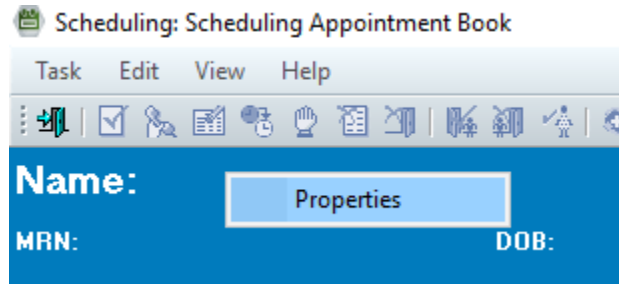 Scheduling: Scheduling Appointment Book
Task Edit View Help
Name:
Properties
MRN: DOB: